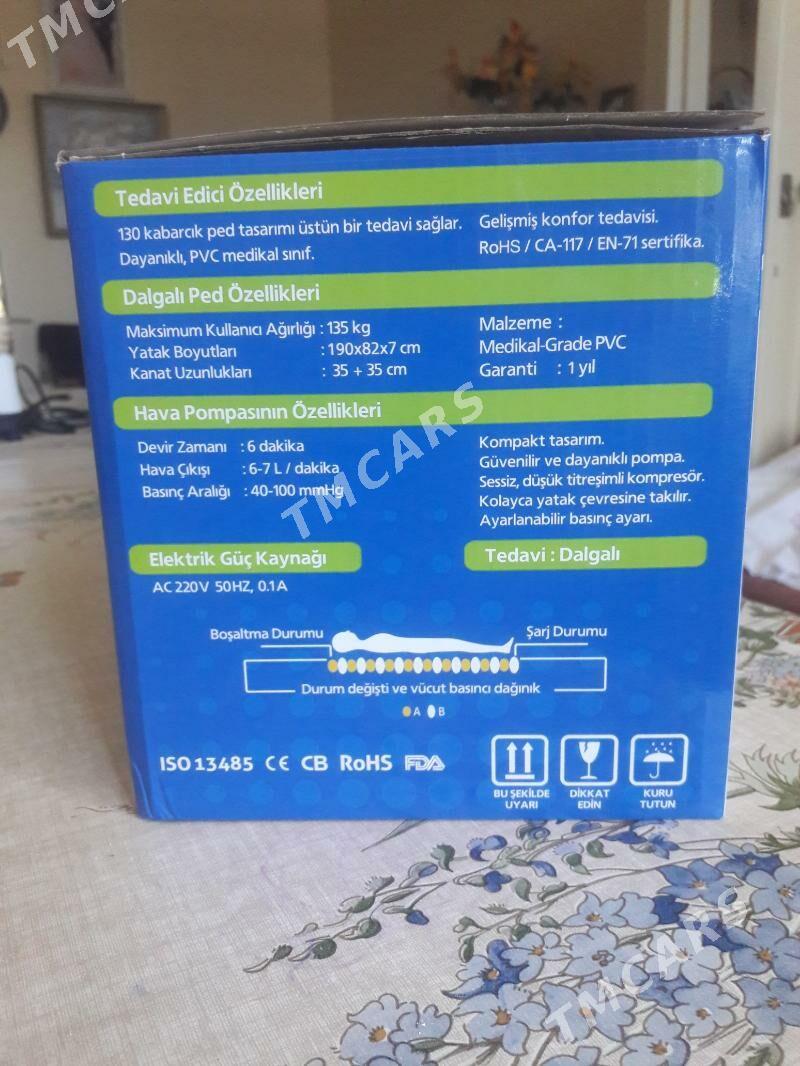 TMCARS
Tedavi Edici Özellikleri
130 kabarcık ped tasarımı üstün bir tedavi sağlar.
Dayanıklı, PVC medikal sınıf.
Gelişmiş konfor tedavisi.
RoHS / CA-117 / EN-71 sertifika.
Dalgalı Ped Özellikleri
Maksimum Kullanıcı Ağırlığı : 135 kg
Yatak Boyutları : 190x82x7 cm
Kanat Uzunlukları : 35 + 35 cm
Malzeme :
Medikal-Grade PVC
Garanti : 1 yıl
Hava Pompasının Özellikleri
Devir Zamanı : 6 dakika
Hava Çıkışı : 6-7 L / dakika
Basınç Aralığı : 40-100 mmHg
Kompakt tasarım.
Güvenilir ve dayanıklı pompa.
Sessiz, düşük titreşimli kompresör.
Kolayca yatak çevresine takılır.
Ayarlanabilir basınç ayarı.
TMCARS
Elektrik Güç Kaynağı
AC 220V 50HZ, 0.1A
Tedavi : Dalgalı
Boşaltma Durumu
Şarj Durumu
Durum değişti ve vücut basıncı dağınık
A B
ISO 13485 CE CB RoHS FDA
BU ŞEKİLDE
UYARI
DİKKAT
EDİN
KURU
TUTUN
TMCARS